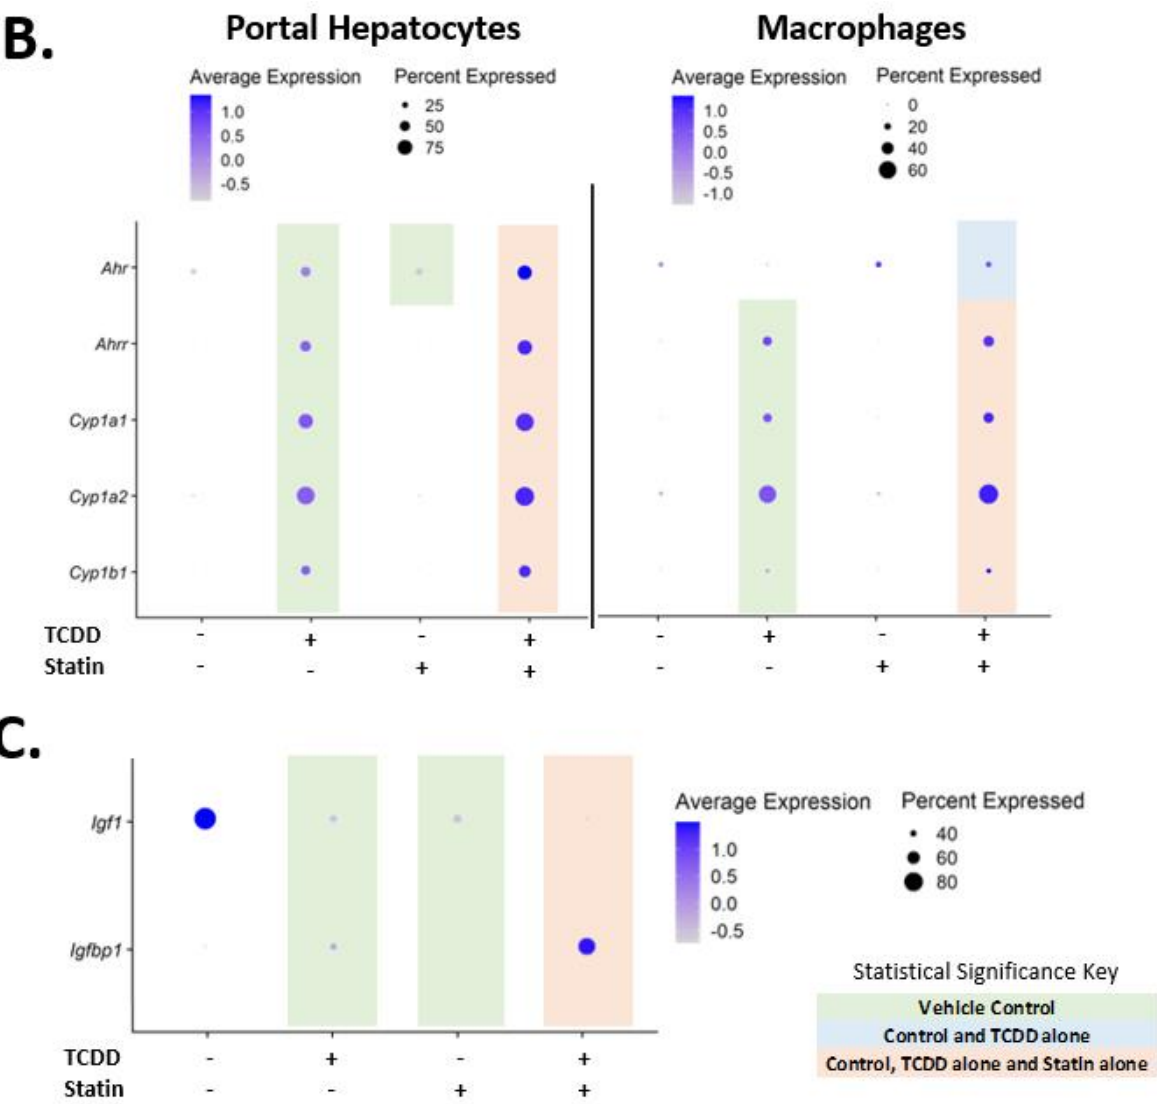 B.
Portal Hepatocytes
Macrophages
Average Expression
1.0
0.5
0.0
-0.5
Percent Expressed
25
50
75
Average Expression
1.0
0.5
0.0
-0.5
-1.0
Percent Expressed
0
20
40
60
Ahr
Ahrr
Cyp1a1
Cyp1a2
Cyp1b1
TCDD - + - + - + - +
Statin - - + + - - + +
C.
Igf1
Igfbp1
Average Expression
1.0
0.5
0.0
-0.5
Percent Expressed
40
60
80
Statistical Significance Key
Vehicle Control
Control and TCDD alone
Control, TCDD alone and Statin alone
TCDD - + - +
Statin - - + +